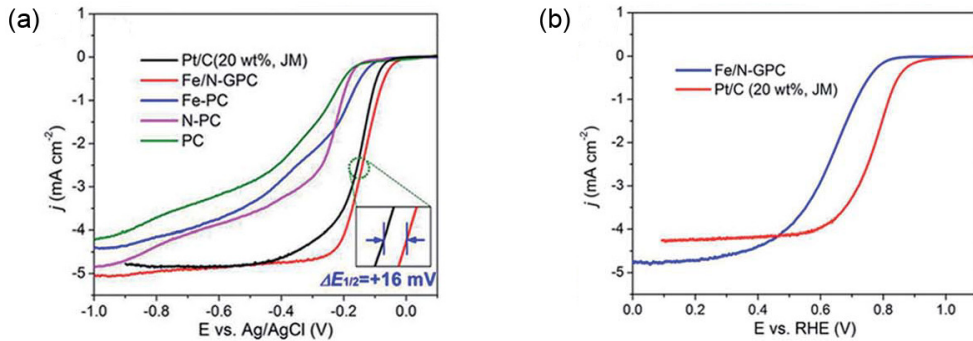 (a)
Pt/C(20 wt%, JM)
Fe/N-GPC
Fe-PC
N-PC
PC
ΔE1/2=+16 mV
j (mA cm-2)
0
-1
-2
-3
-4
-5
-1.0 -0.8 -0.6 -0.4 -0.2 0.0
E vs. Ag/AgCl (V)
(b)
Fe/N-GPC
Pt/C (20 wt%, JM)
j (mA cm-2)
0
-1
-2
-3
-4
-5
0.0 0.2 0.4 0.6 0.8 1.0
E vs. RHE (V)